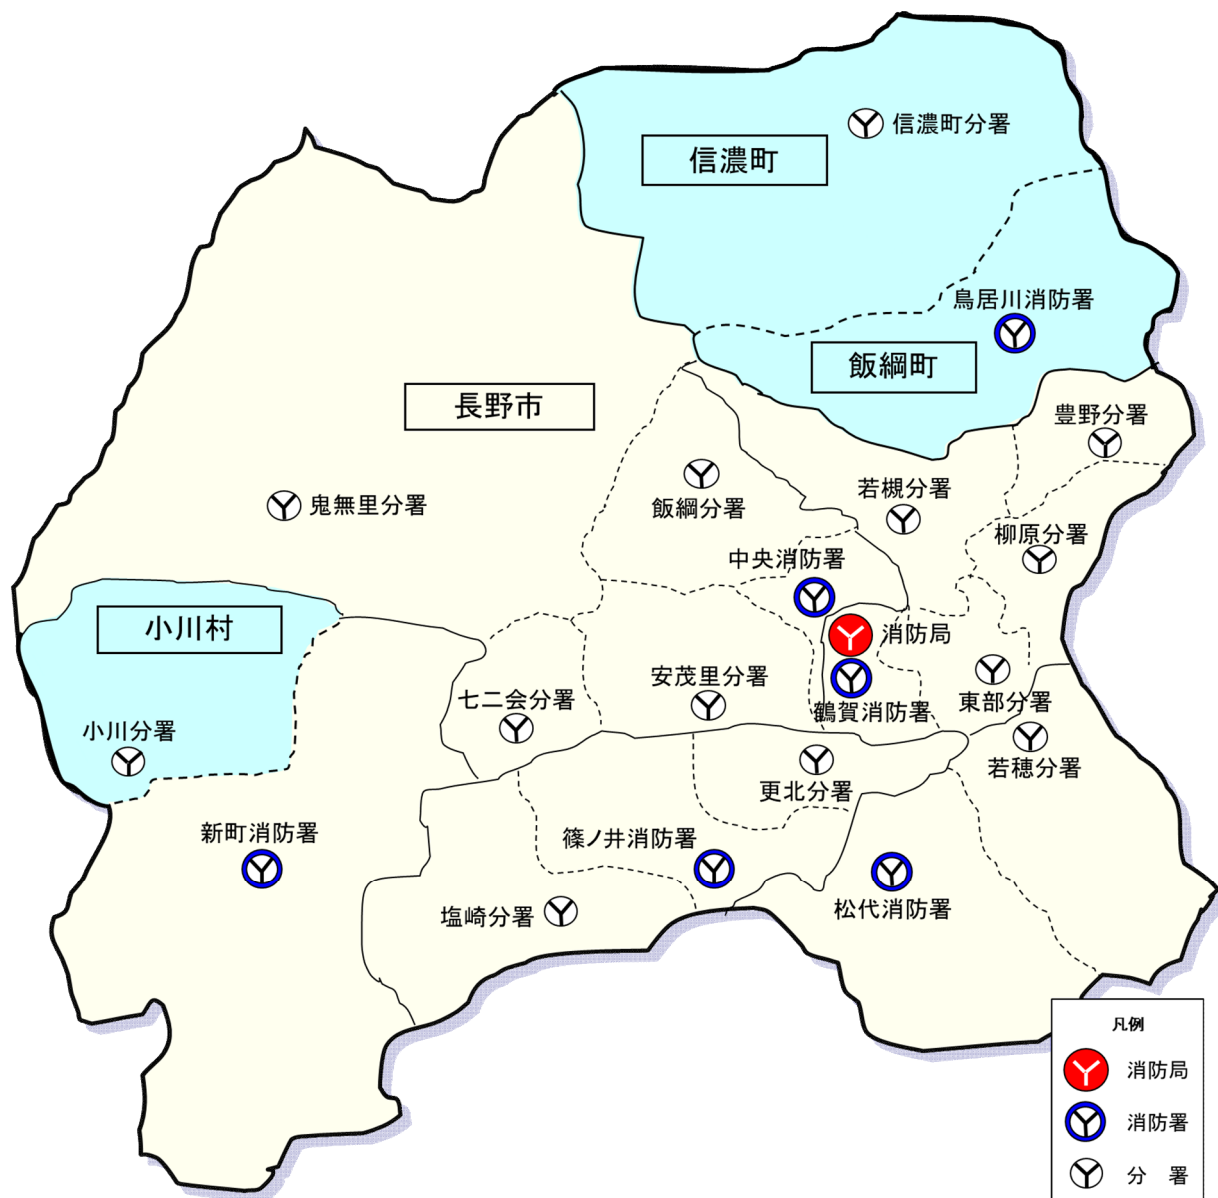 信濃町分署
信濃町
鳥居川消防署
飯綱町
長野市
豊野分署
飯綱分署
若槻分署
鬼無里分署
柳原分署
中央消防署
小川村
消防局
安茂里分署
七二会分署
東部分署
鶴賀消防署
小川分署
若穂分署
更北分署
新町消防署
篠ノ井消防署
塩崎分署
松代消防署
凡例
消防局
消防署
分　署